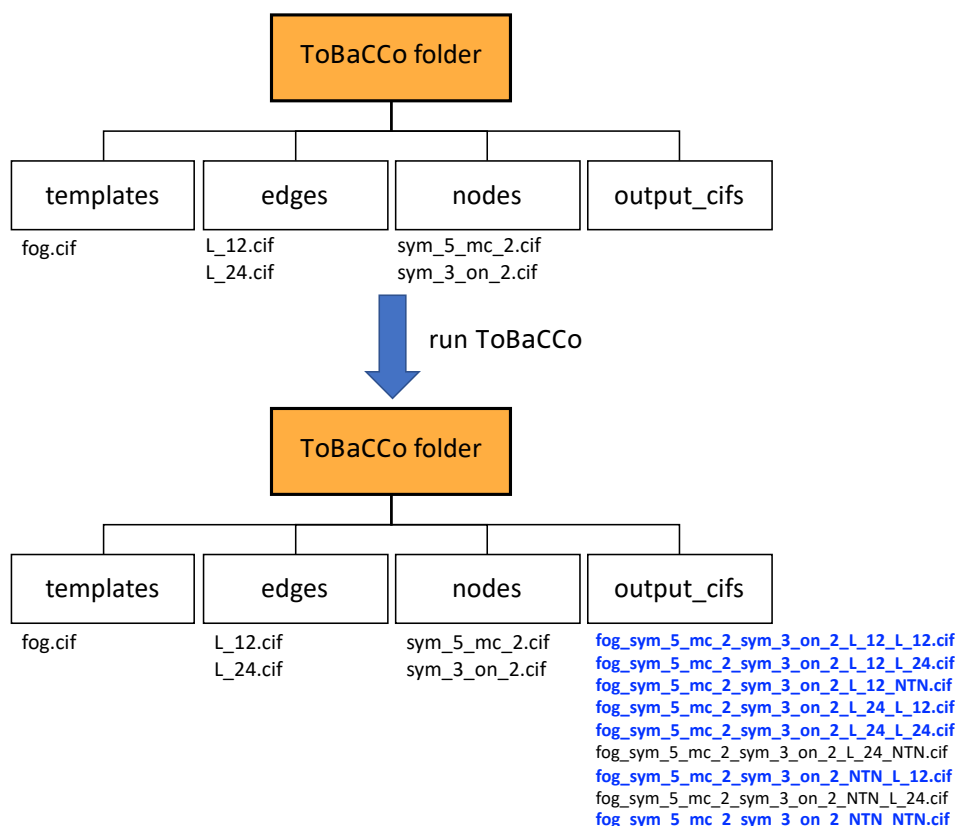 ToBaCCo folder
templates
edges
nodes
output_cifs
fog.cif
L_12.cif
L_24.cif
sym_5_mc_2.cif
sym_3_on_2.cif
run ToBaCCo
ToBaCCo folder
templates
edges
nodes
output_cifs
fog.cif
L_12.cif
L_24.cif
sym_5_mc_2.cif
sym_3_on_2.cif
fog_sym_5_mc_2_sym_3_on_2_L_12_L_12.cif
fog_sym_5_mc_2_sym_3_on_2_L_12_L_24.cif
fog_sym_5_mc_2_sym_3_on_2_L_12_NTN.cif
fog_sym_5_mc_2_sym_3_on_2_L_24_L_12.cif
fog_sym_5_mc_2_sym_3_on_2_L_24_L_24.cif
fog_sym_5_mc_2_sym_3_on_2_L_24_NTN.cif
fog_sym_5_mc_2_sym_3_on_2_NTN_L_12.cif
fog_sym_5_mc_2_sym_3_on_2_NTN_L_24.cif
fog_sym_5_mc_2_sym_3_on_2_NTN_NTN.cif